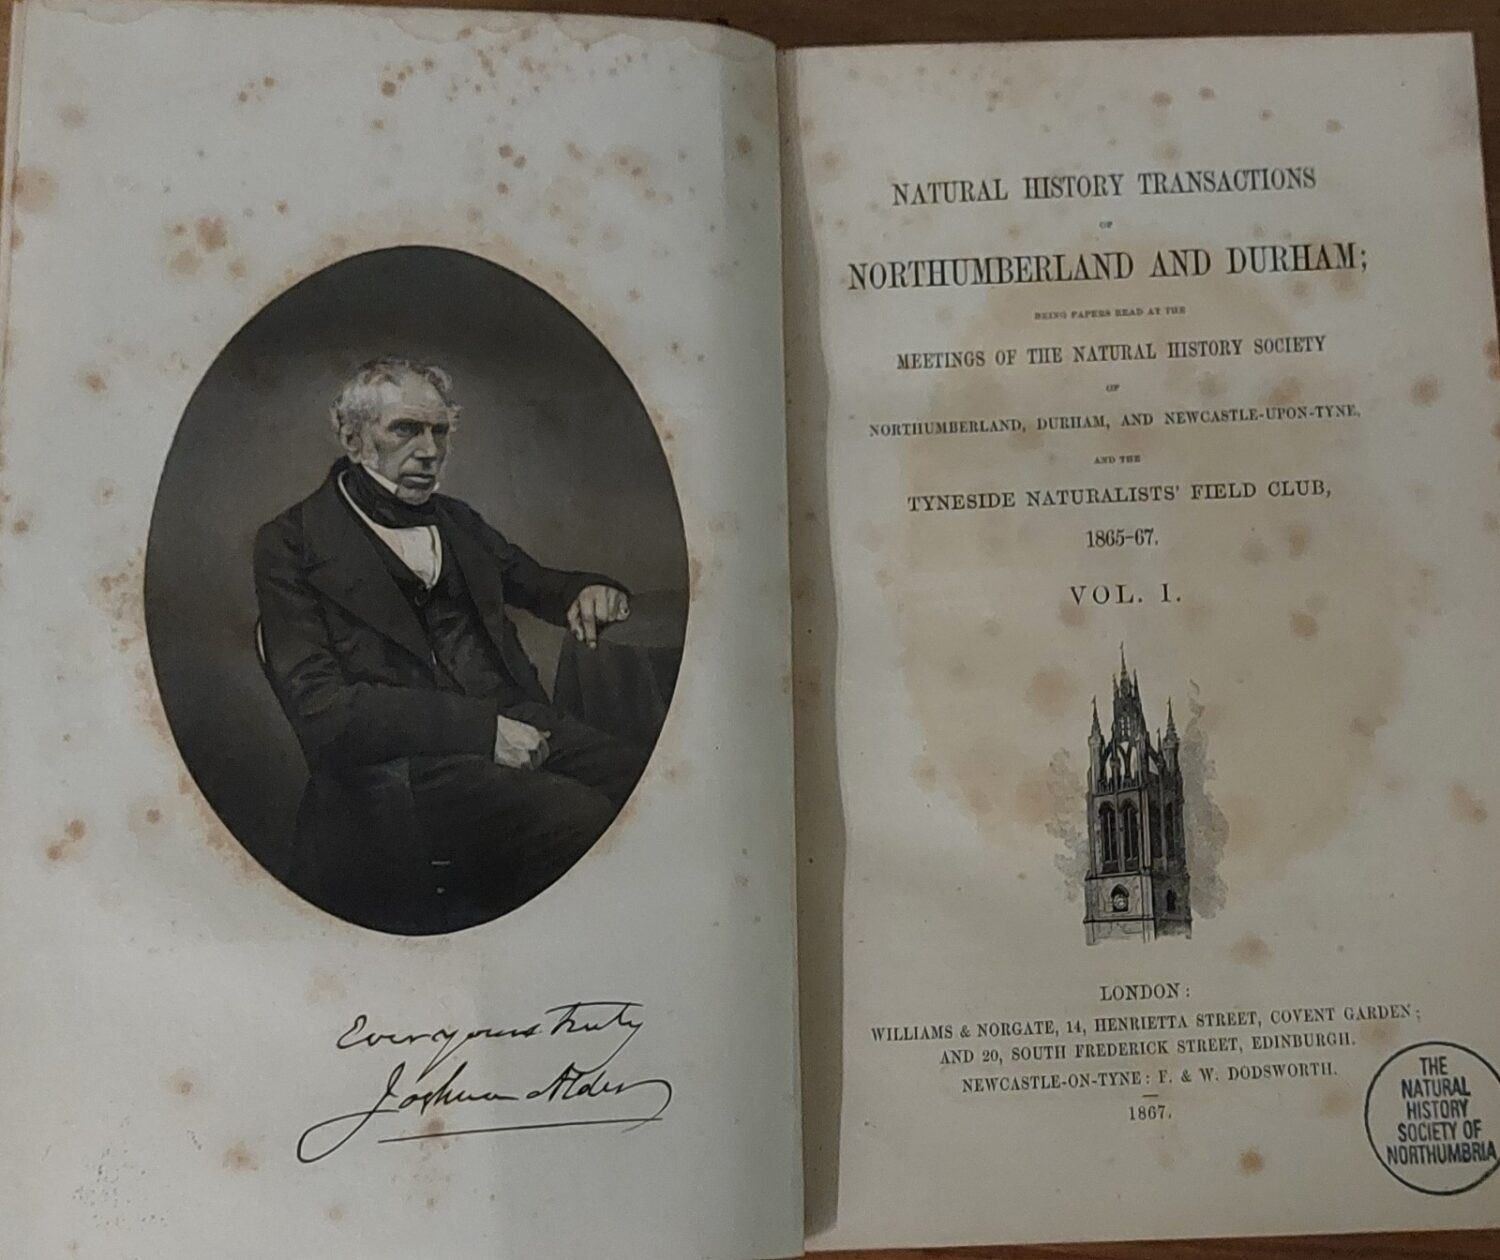 Ever yours truly
Joshua Alder
NATURAL HISTORY TRANSACTIONS
OF
NORTHUMBERLAND AND DURHAM;
BEING PAPERS READ AT THE
MEETINGS OF THE NATURAL HISTORY SOCIETY
OF
NORTHUMBERLAND, DURHAM, AND NEWCASTLE-UPON-TYNE,
AND THE
TYNESIDE NATURALISTS' FIELD CLUB,
1865-67.
VOL. I.
LONDON:
WILLIAMS & NORGATE, 14, HENRIETTA STREET, COVENT GARDEN;
AND 20, SOUTH FREDERICK STREET, EDINBURGH.
NEWCASTLE-ON-TYNE: F. & W. DODSWORTH.
1867.
THE
NATURAL
HISTORY
SOCIETY OF
NORTHUMBRIA